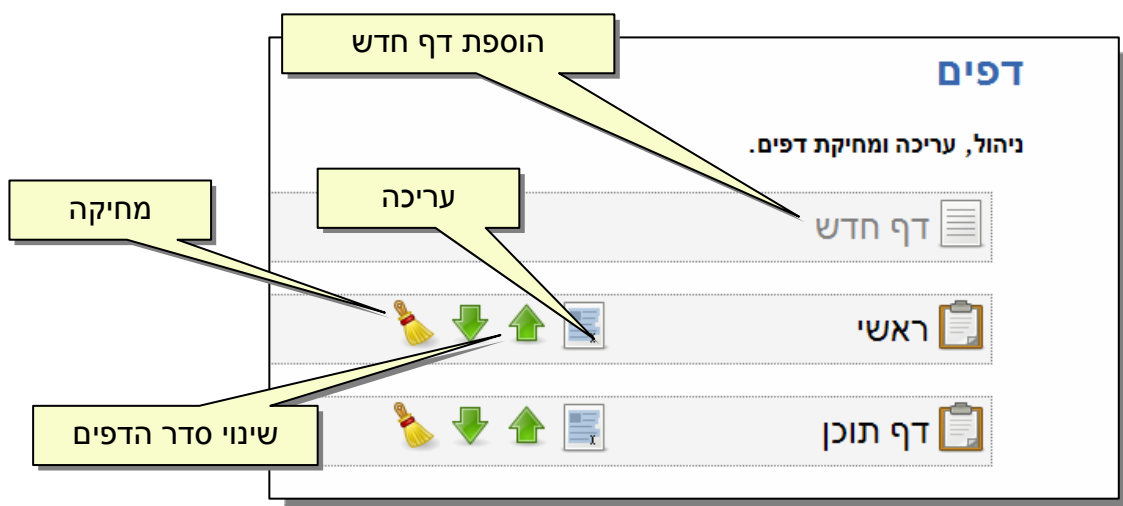 הוספת דף חדש
דפים
ניהול, עריכה ומחיקת דפים.
עריכה
מחיקה
דף חדש
ראשי
שינוי סדר הדפים
דף תוכן